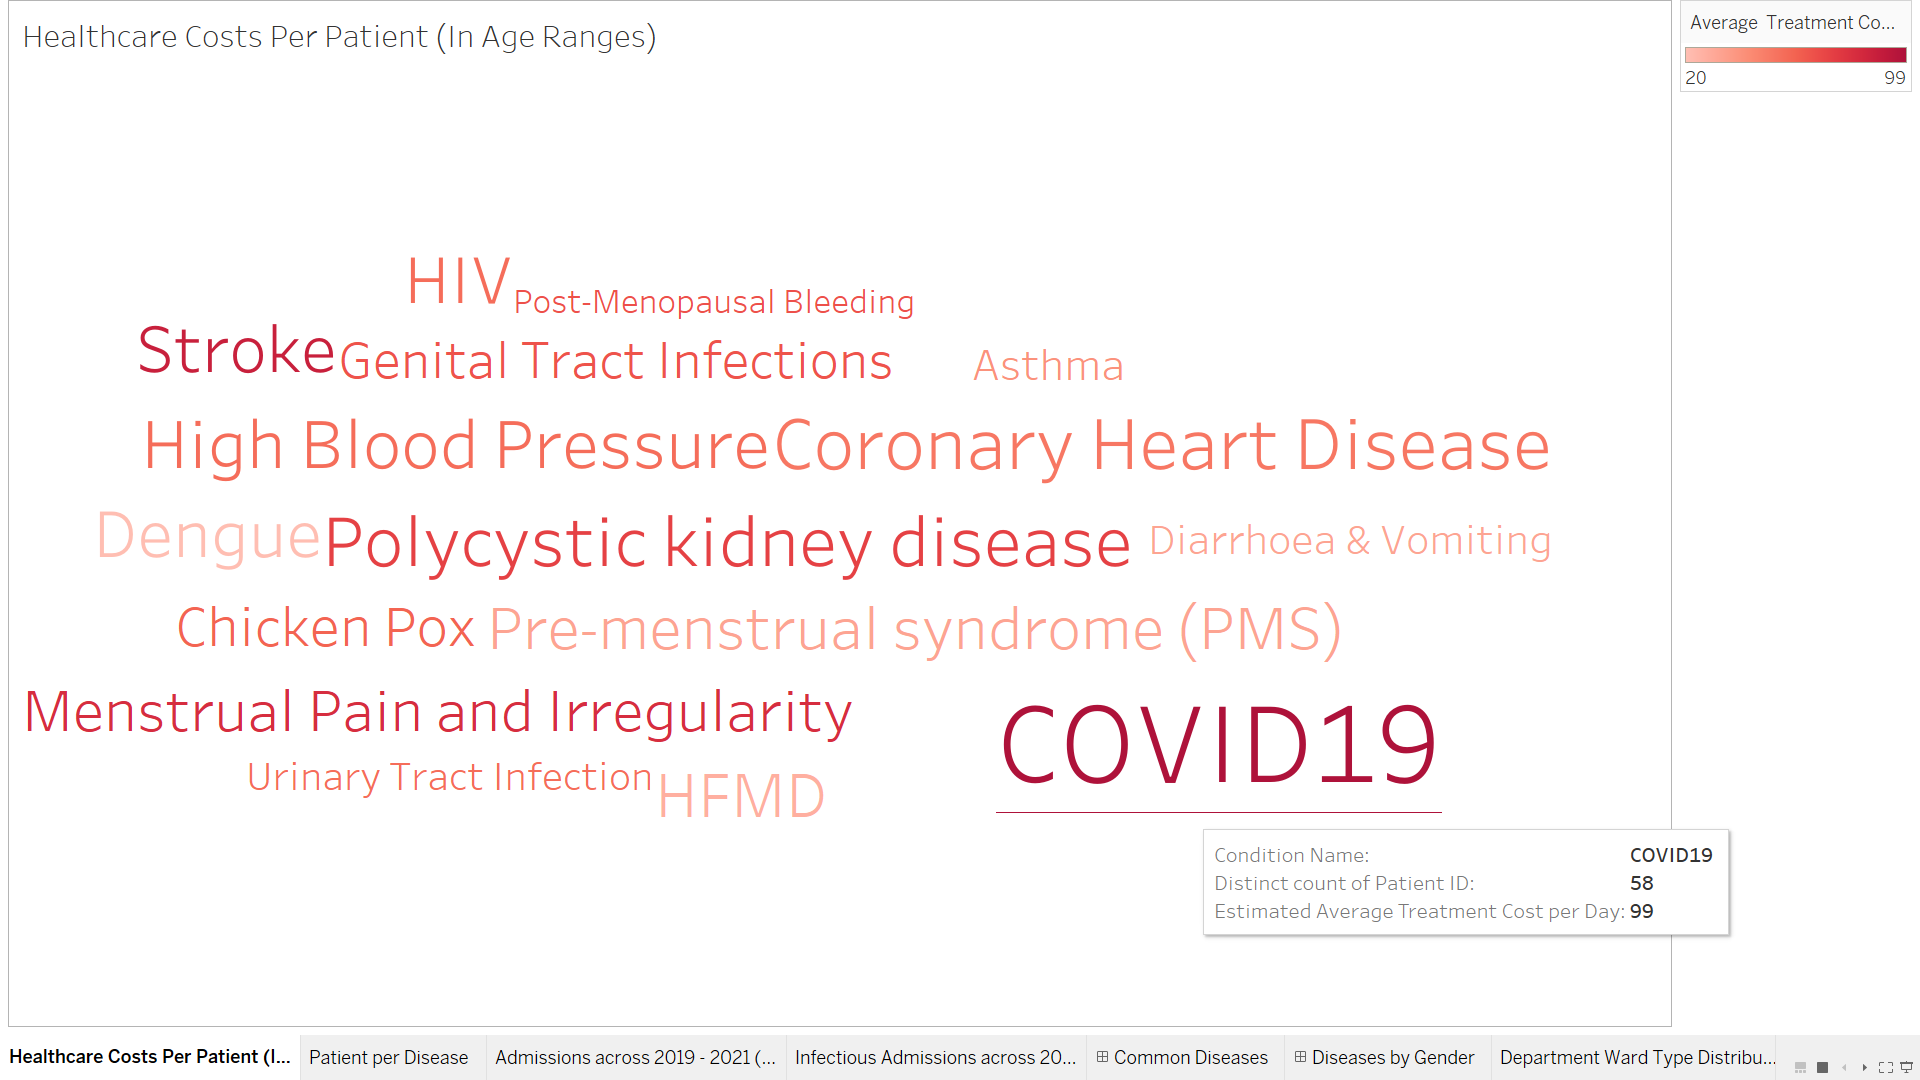 Healthcare Costs Per Patient (In Age Ranges)
Average Treatment Co...
20 99
HIV
Post-Menopausal Bleeding
Stroke
Genital Tract Infections
Asthma
High Blood Pressure
Coronary Heart Disease
Dengue
Polycystic kidney disease
Diarrhoea & Vomiting
Chicken Pox
Pre-menstrual syndrome (PMS)
Menstrual Pain and Irregularity
COVID19
Urinary Tract Infection
HFMD
Condition Name: COVID19
Distinct count of Patient ID: 58
Estimated Average Treatment Cost per Day: 99
Healthcare Costs Per Patient (I...
Patient per Disease
Admissions across 2019 - 2021 (...
Infectious Admissions across 20...
Common Diseases
Diseases by Gender
Department Ward Type Distribu...